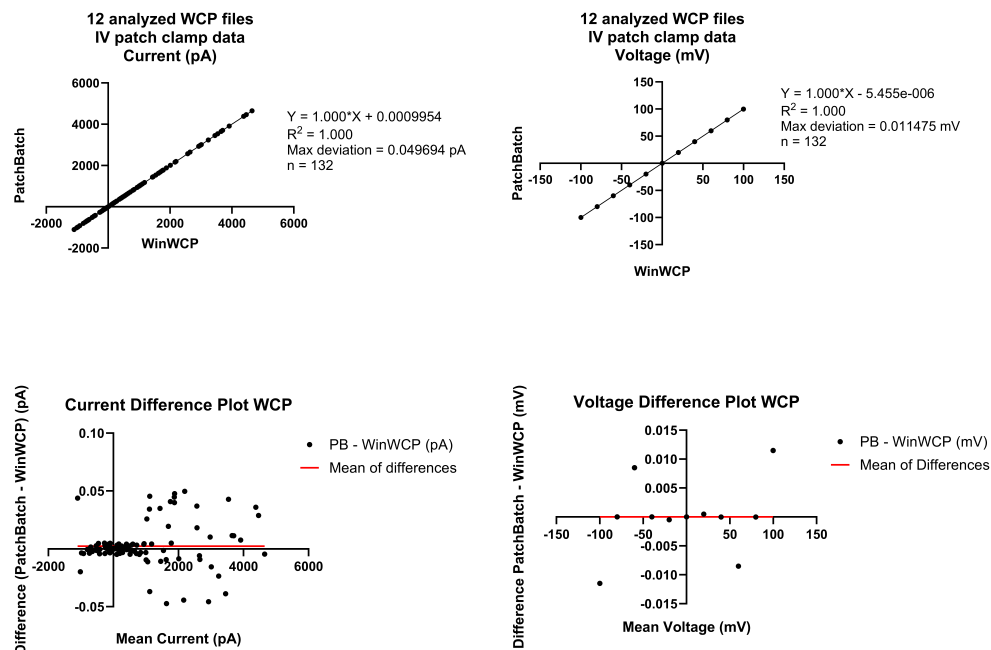 12 analyzed WCP files
IV patch clamp data
Current (pA)
6000
4000
2000
-2000
-2000
2000
4000
6000
PatchBatch
WinWCP
Y = 1.000*X + 0.0009954
R2 = 1.000
Max deviation = 0.049694 pA
n = 132
12 analyzed WCP files
IV patch clamp data
Voltage (mV)
150
100
50
-50
-100
-150
-150
-100
-50
50
100
150
PatchBatch
WinWCP
Y = 1.000*X - 5.455e-006
R2 = 1.000
Max deviation = 0.011475 mV
n = 132
Current Difference Plot WCP
0.10
0.05
-0.05
-2000
2000
4000
6000
Difference (PatchBatch - WinWCP) (pA)
Mean Current (pA)
PB - WinWCP (pA)
Mean of differences
Voltage Difference Plot WCP
0.015
0.010
0.005
-0.005
-0.010
-0.015
-150
-100
-50
50
100
150
Difference PatchBatch - WinWCP) (mV)
Mean Voltage (mV)
PB - WinWCP (mV)
Mean of Differences